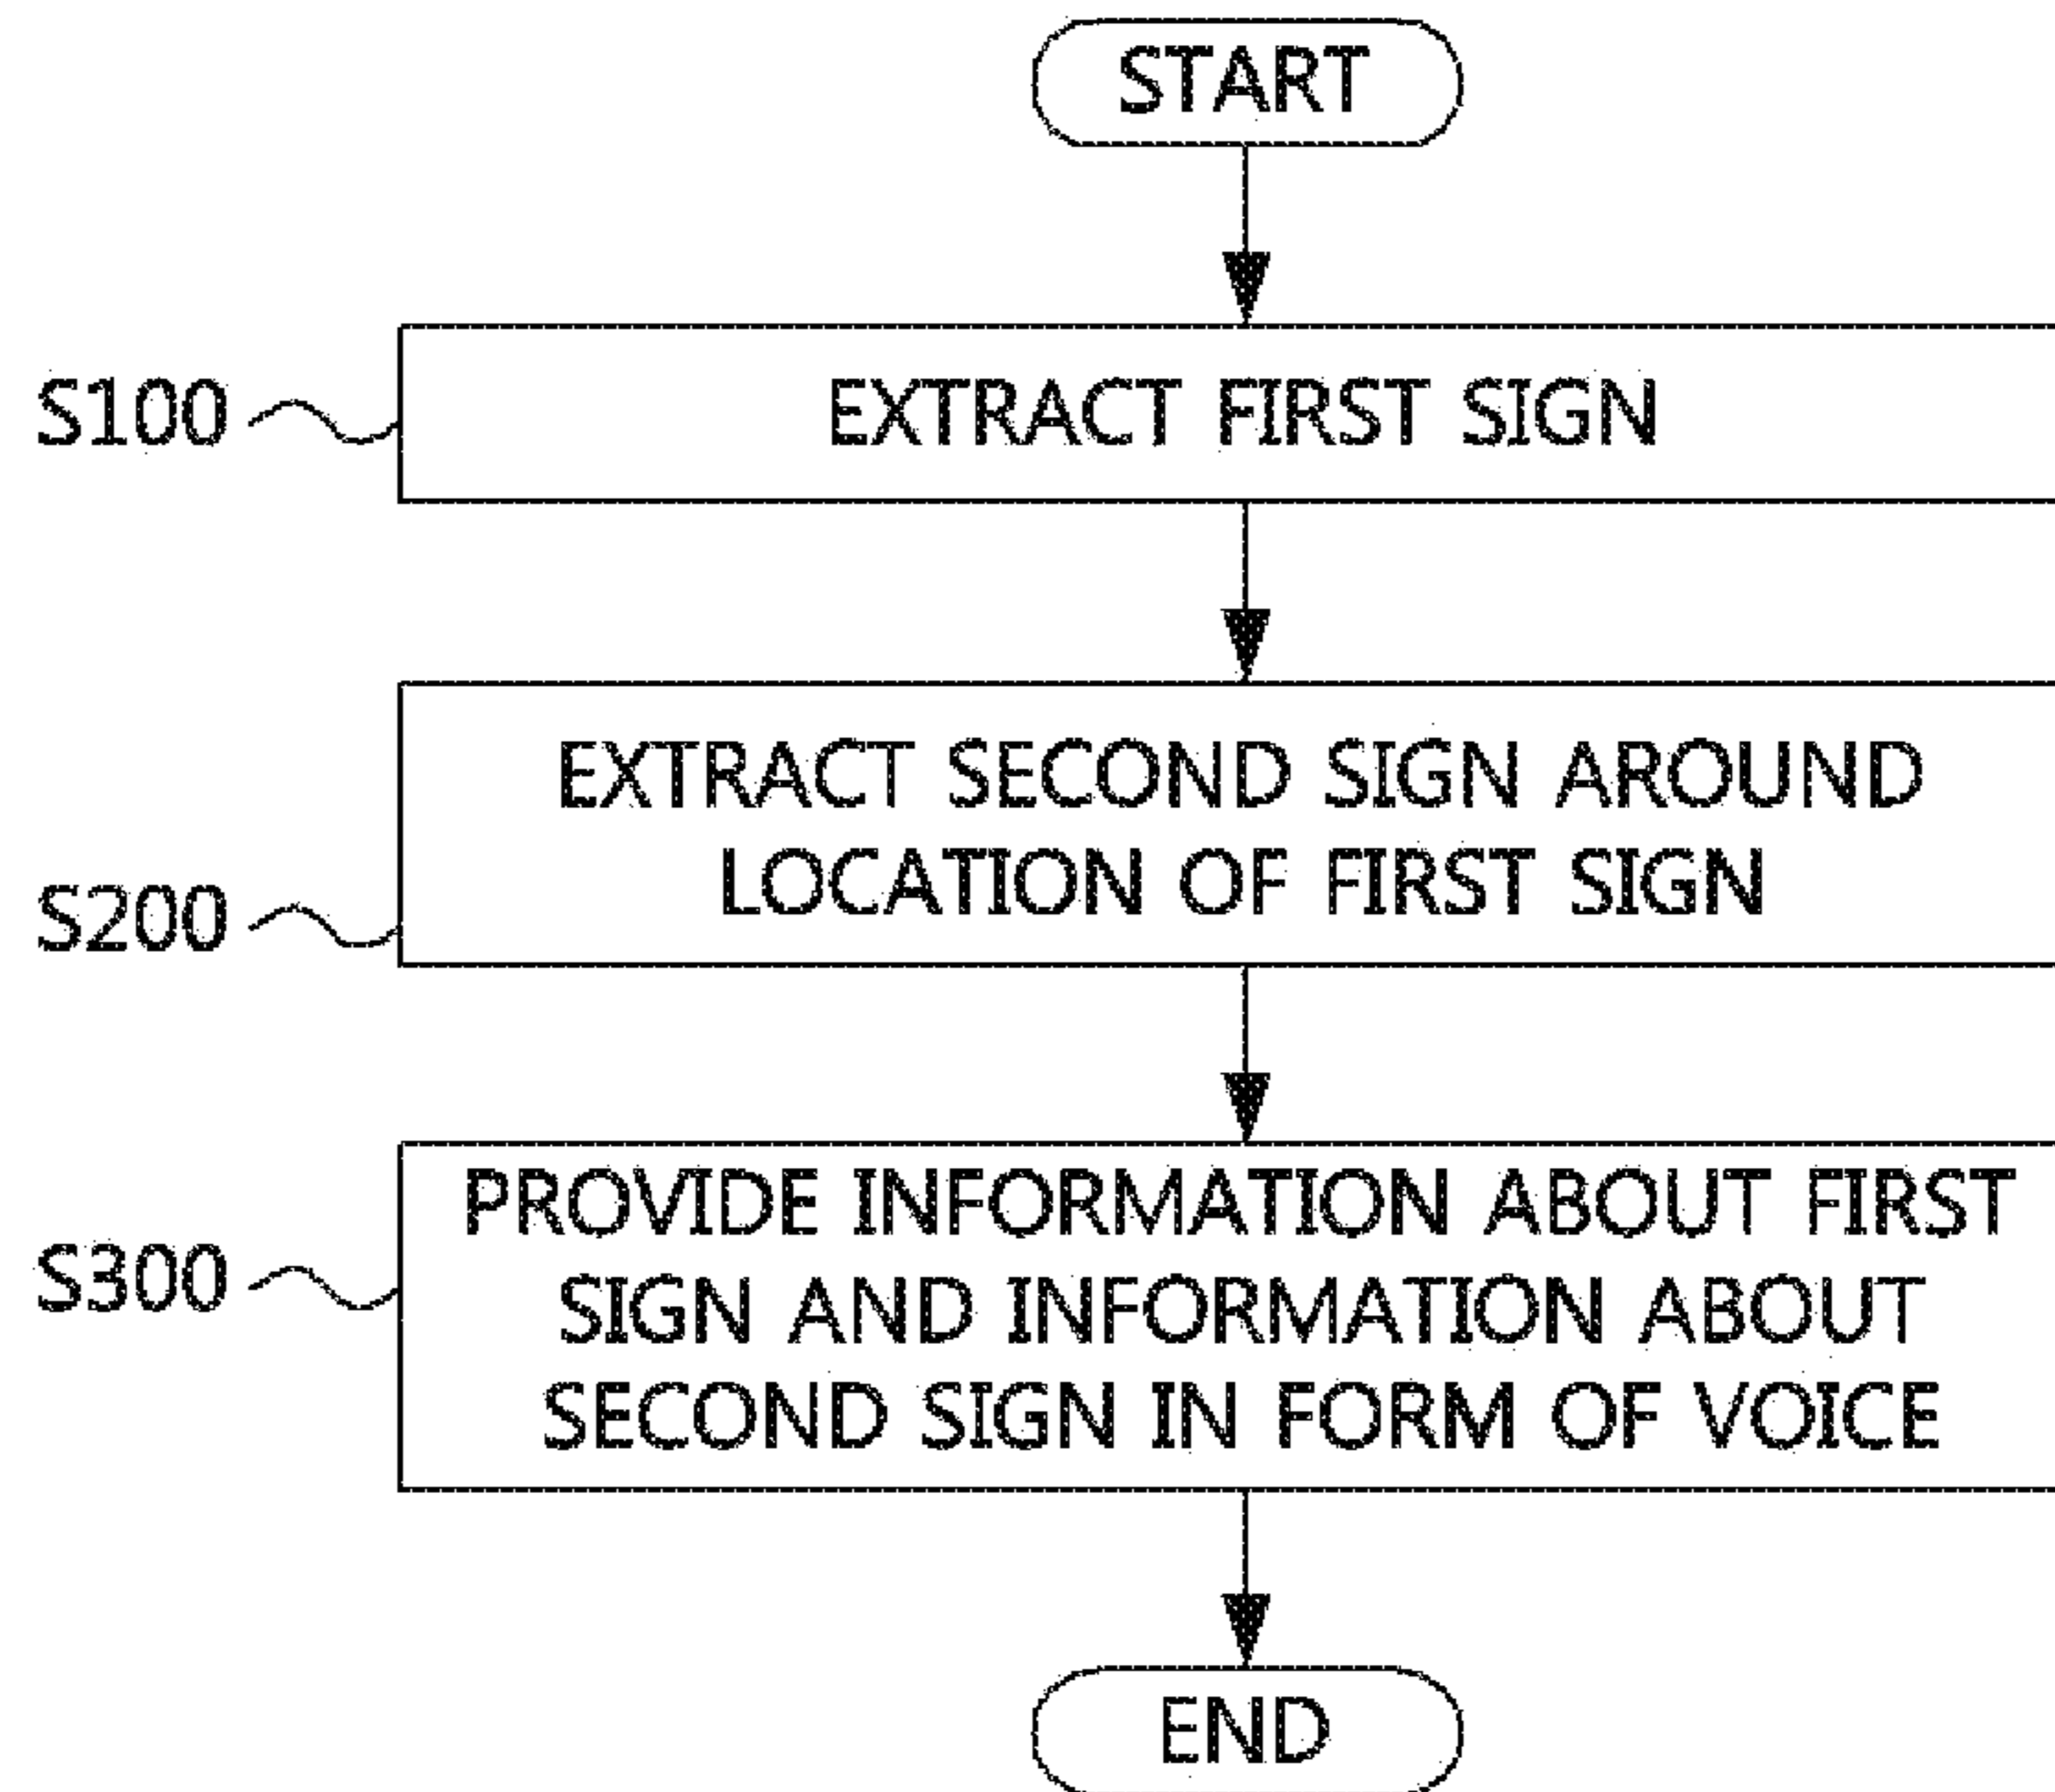 START
S100
EXTRACT FIRST SIGN
EXTRACT SECOND SIGN AROUND
LOCATION OF FIRST SIGN
S200
PROVIDE INFORMATION ABOUT FIRST
S300
SIGN AND INFORMATION ABOUT
SECOND SIGN IN FORM OF VOICE
END